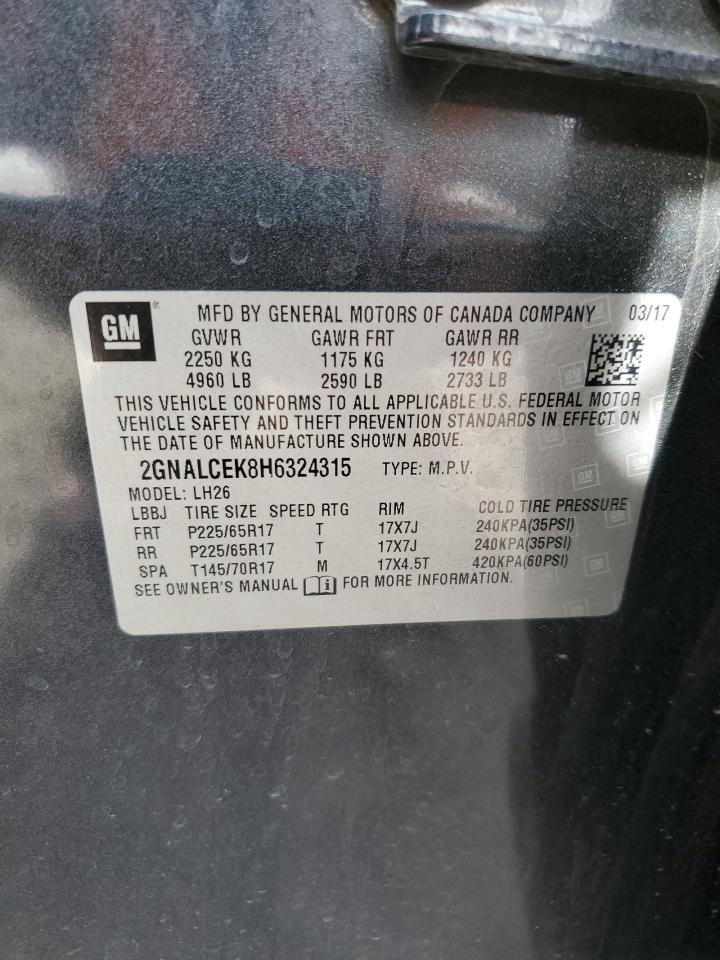 GM ® MFD BY GENERAL MOTORS OF CANADA COMPANY 03/17
GVWR GAWR FRT GAWR RR
2250 KG 1175 KG 1240 KG
4960 LB 2590 LB 2733 LB
THIS VEHICLE CONFORMS TO ALL APPLICABLE U.S. FEDERAL MOTOR
VEHICLE SAFETY AND THEFT PREVENTION STANDARDS IN EFFECT ON
THE DATE OF MANUFACTURE SHOWN ABOVE.
2GNALCEK8H6324315 TYPE: M.P.V.
MODEL: LH26
LBBJ TIRE SIZE SPEED RTG RIM COLD TIRE PRESSURE
FRT P225/65R17 T 17X7J 240KPA(35PSI)
RR P225/65R17 T 17X7J 240KPA(35PSI)
SPA T145/70R17 M 17X4.5T 420KPA(60PSI)
SEE OWNER'S MANUAL i FOR MORE INFORMATION.